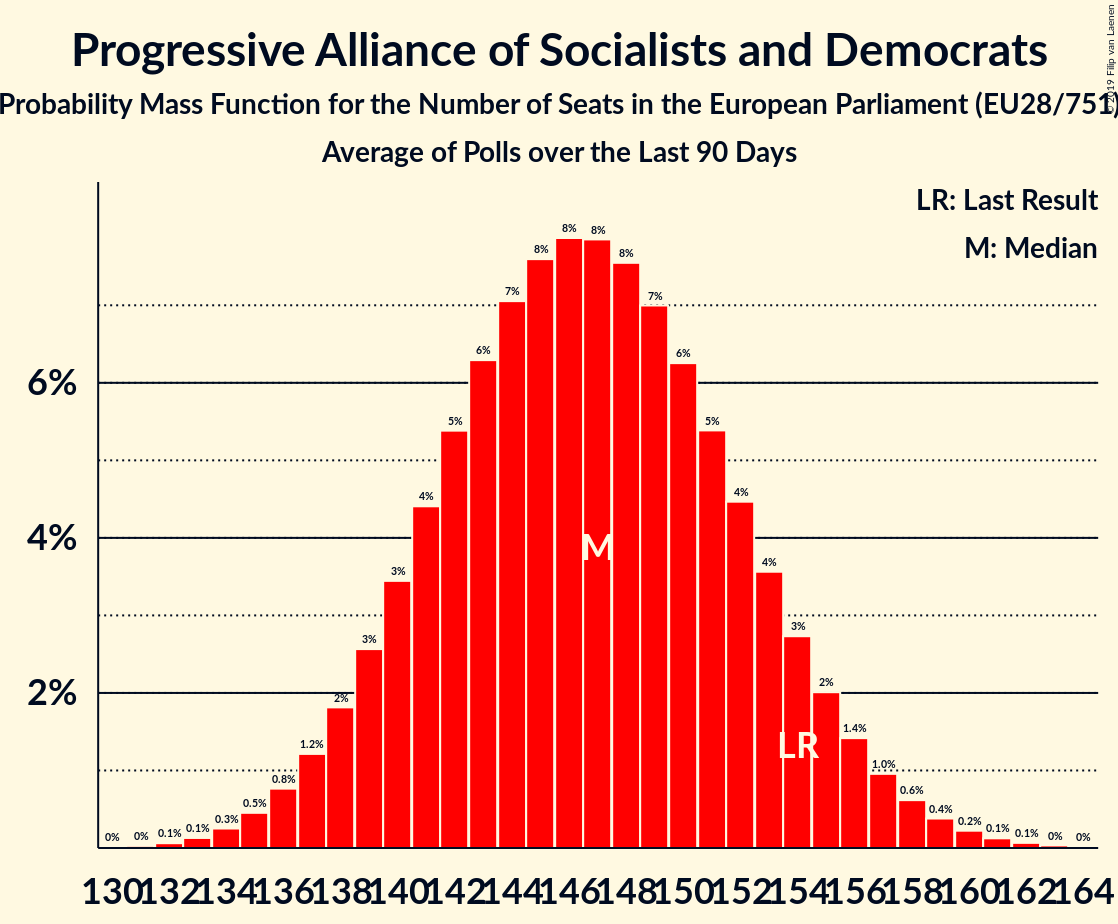 Progressive Alliance of Socialists and Democrats
Probability Mass Function for the Number of Seats in the European Parliament (EU28/751)
Average of Polls over the Last 90 Days
© 2019 Filip van Laenen
LR: Last Result
M: Median
6%
4%
2%
0% 0% 0.1% 0.1% 0.3% 0.5% 0.8% 1.2% 2% 3% 3% 4% 5% 6% 7% 8% 8% 8% 8% 7% 6% 5% 4% 4% 3% 2% 1.4% 1.0% 0.6% 0.4% 0.2% 0.1% 0.1% 0% 0%
M
LR
130 132 134 136 138 140 142 144 146 148 150 152 154 156 158 160 162 164